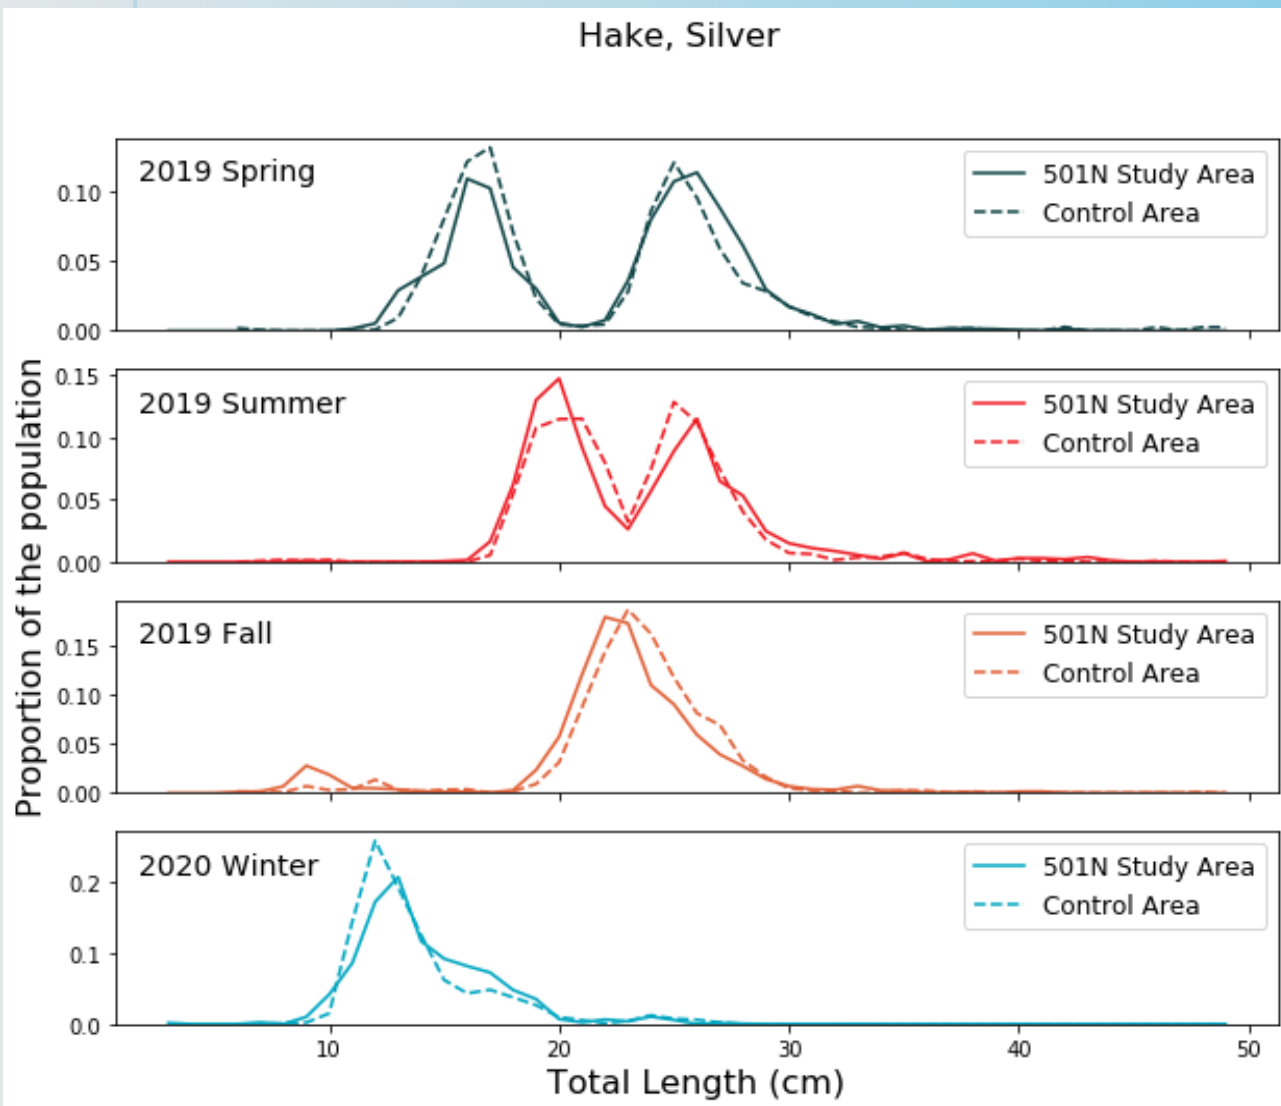 Hake, Silver
Proportion of the population
2019 Spring
501N Study Area
Control Area
0.10
0.05
0.00
2019 Summer
501N Study Area
Control Area
0.15
0.10
0.05
0.00
2019 Fall
501N Study Area
Control Area
0.15
0.10
0.05
0.00
2020 Winter
501N Study Area
Control Area
0.2
0.1
0.0
10 20 30 40 50
Total Length (cm)